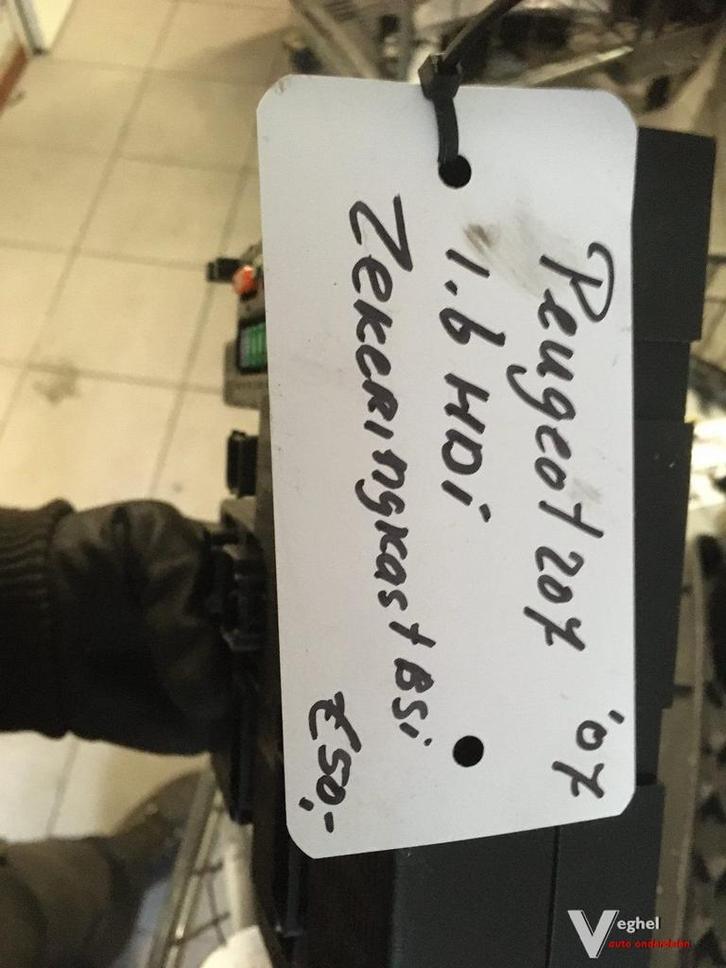 Peugeot 207 '07
1.6 HDi
Zekeringkast BSi
€50,-
Veghel
auto onderdelen